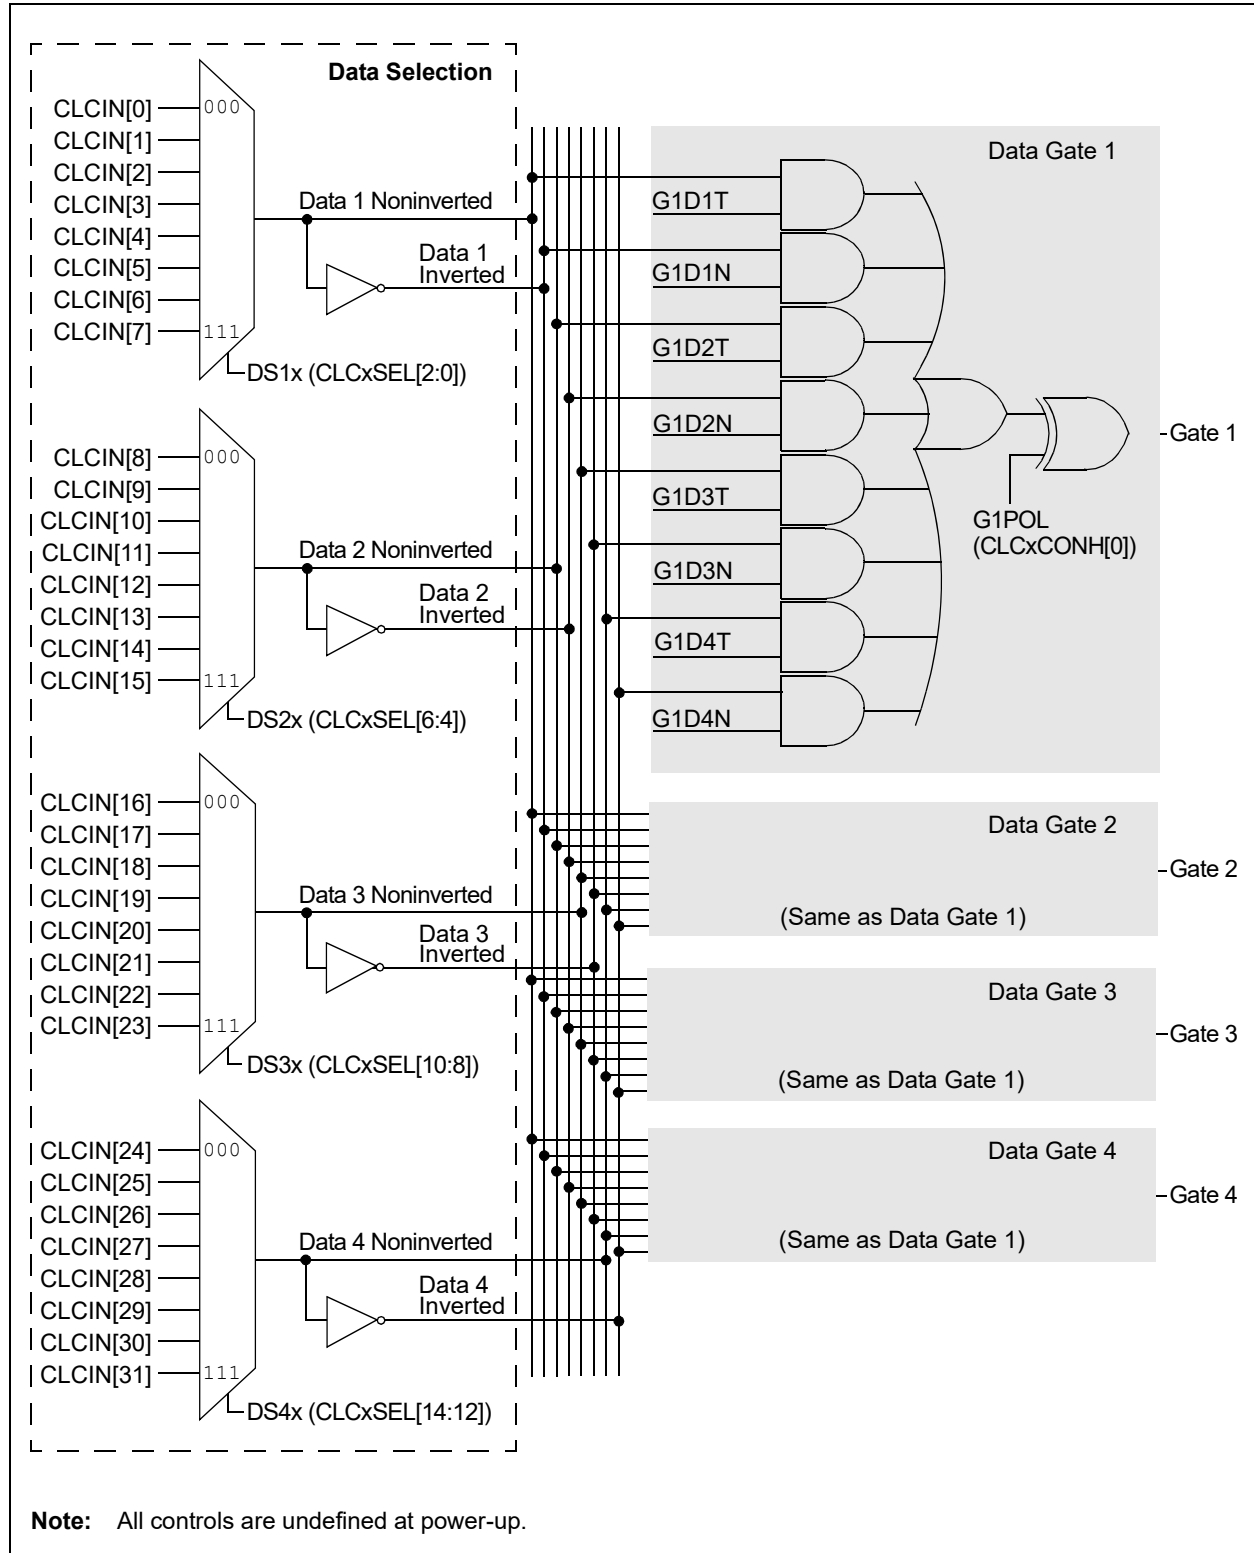 Data Selection
CLCIN[0]
000
CLCIN[1]
CLCIN[2]
CLCIN[3]
CLCIN[4]
CLCIN[5]
CLCIN[6]
CLCIN[7]
111
Data 1 Noninverted
Data 1
Inverted
DS1x (CLCxSEL[2:0])
CLCIN[8]
000
CLCIN[9]
CLCIN[10]
CLCIN[11]
CLCIN[12]
CLCIN[13]
CLCIN[14]
CLCIN[15]
111
Data 2 Noninverted
Data 2
Inverted
DS2x (CLCxSEL[6:4])
CLCIN[16]
000
CLCIN[17]
CLCIN[18]
CLCIN[19]
CLCIN[20]
CLCIN[21]
CLCIN[22]
CLCIN[23]
111
Data 3 Noninverted
Data 3
Inverted
DS3x (CLCxSEL[10:8])
CLCIN[24]
000
CLCIN[25]
CLCIN[26]
CLCIN[27]
CLCIN[28]
CLCIN[29]
CLCIN[30]
CLCIN[31]
111
Data 4 Noninverted
Data 4
Inverted
DS4x (CLCxSEL[14:12])
Data Gate 1
G1D1T
G1D1N
G1D2T
G1D2N
G1D3T
G1D3N
G1D4T
G1D4N
G1POL
(CLCxCONH[0])
Gate 1
Data Gate 2
(Same as Data Gate 1)
Gate 2
Data Gate 3
(Same as Data Gate 1)
Gate 3
Data Gate 4
(Same as Data Gate 1)
Gate 4
Note: All controls are undefined at power-up.